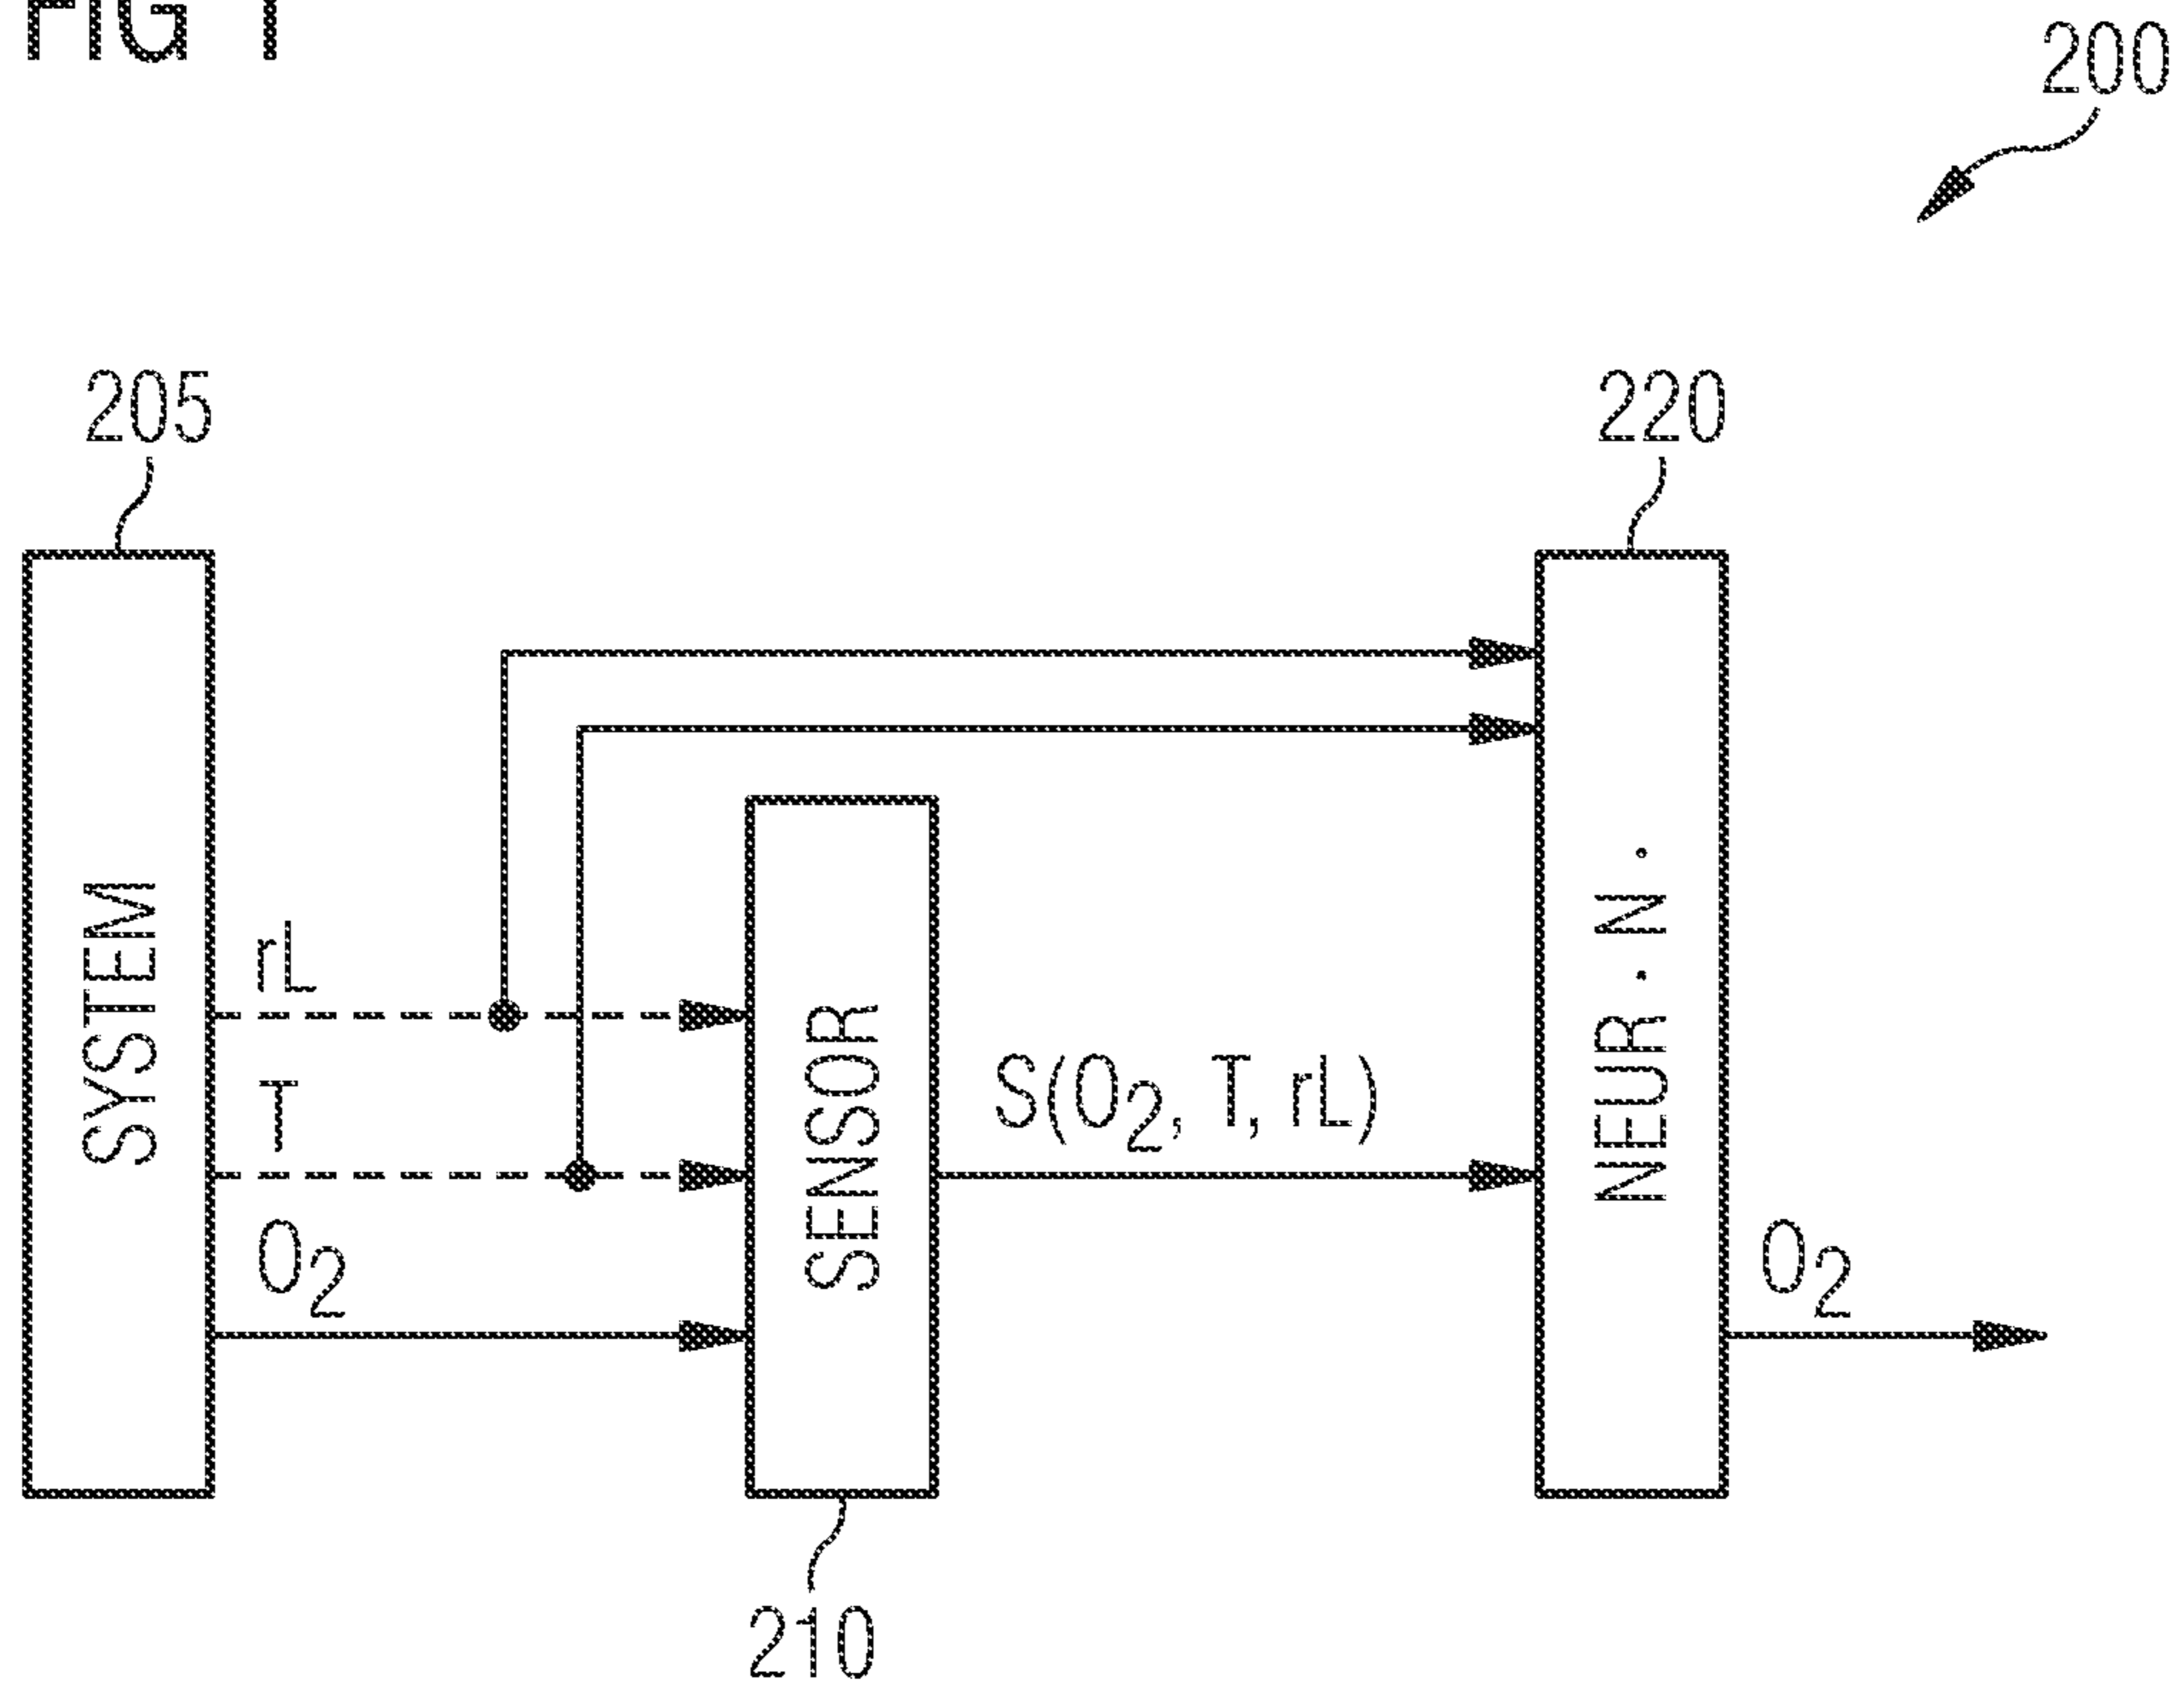 FIG 1
200
205
220
SYSTEM
rL
T
O2
SENSOR
S(O2, T, rL)
NEUR.N.
O2
210